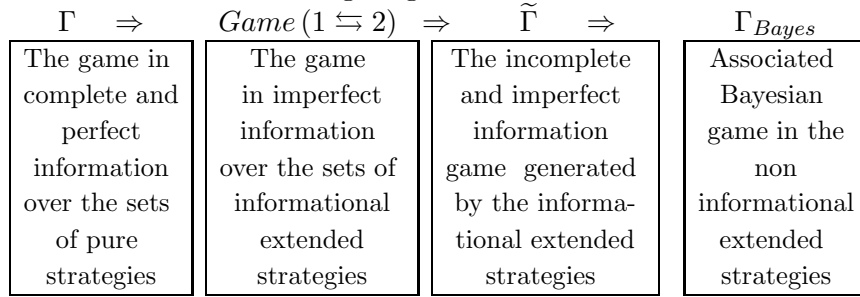 Γ ⇒ Game (1 ⇆ 2) ⇒ Γ̃ ⇒ Γ_Bayes
The game in
complete and
perfect
information
over the sets
of pure
strategies
The game
in imperfect
information
over the sets of
informational
extended
strategies
The incomplete
and imperfect
information
game generated
by the informa-
tional extended
strategies
Associated
Bayesian
game in the
non
informational
extended
strategies